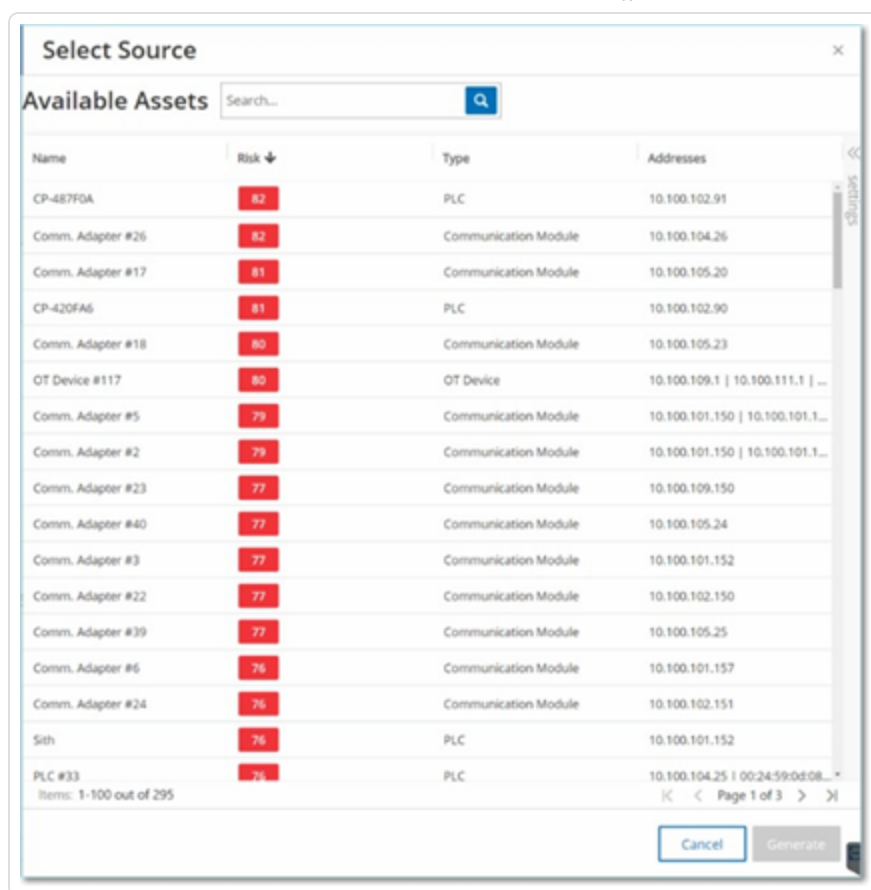 Select Source ×
Available Assets Search...
Name Risk Type Addresses
settings
CP-487F0A 82 PLC 10.100.102.91
Comm. Adapter #26 82 Communication Module 10.100.104.26
Comm. Adapter #17 81 Communication Module 10.100.105.20
CP-420FA6 81 PLC 10.100.102.90
Comm. Adapter #18 80 Communication Module 10.100.105.23
OT Device #117 80 OT Device 10.100.109.1 | 10.100.111.1 | ...
Comm. Adapter #5 79 Communication Module 10.100.101.150 | 10.100.101.1...
Comm. Adapter #2 79 Communication Module 10.100.101.150 | 10.100.101.1...
Comm. Adapter #23 77 Communication Module 10.100.109.150
Comm. Adapter #40 77 Communication Module 10.100.105.24
Comm. Adapter #3 77 Communication Module 10.100.101.152
Comm. Adapter #22 77 Communication Module 10.100.102.150
Comm. Adapter #39 77 Communication Module 10.100.105.25
Comm. Adapter #6 76 Communication Module 10.100.101.157
Comm. Adapter #24 76 Communication Module 10.100.102.151
Sith 76 PLC 10.100.101.152
PLC #33 76 PLC 10.100.104.25 | 00:24:59:0d:08...
Items: 1-100 out of 295 Page 1 of 3
Cancel Generate